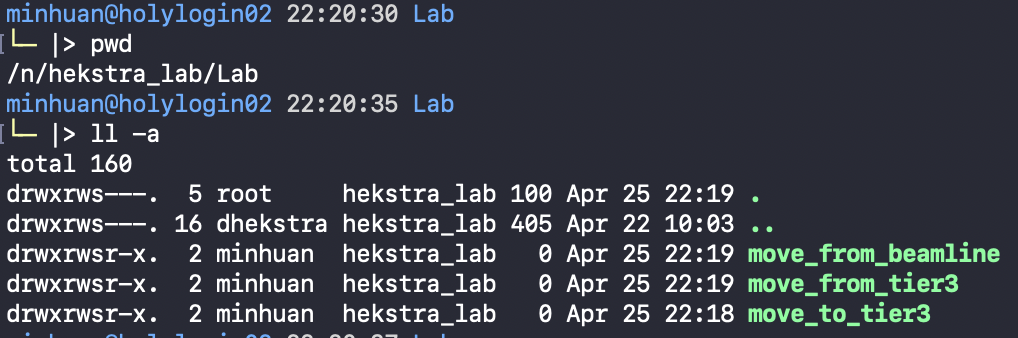 minhuan@holylogin02 22:20:30 Lab
└─ |> pwd
/n/hekstra_lab/Lab
minhuan@holylogin02 22:20:35 Lab
└─ |> ll -a
total 160
drwxrws---.  5 root     hekstra_lab 100 Apr 25 22:19 .
drwxrws---. 16 dhekstra hekstra_lab 405 Apr 22 10:03 ..
drwxrwsr-x.  2 minhuan  hekstra_lab   0 Apr 25 22:19 move_from_beamline
drwxrwsr-x.  2 minhuan  hekstra_lab   0 Apr 25 22:19 move_from_tier3
drwxrwsr-x.  2 minhuan  hekstra_lab   0 Apr 25 22:18 move_to_tier3